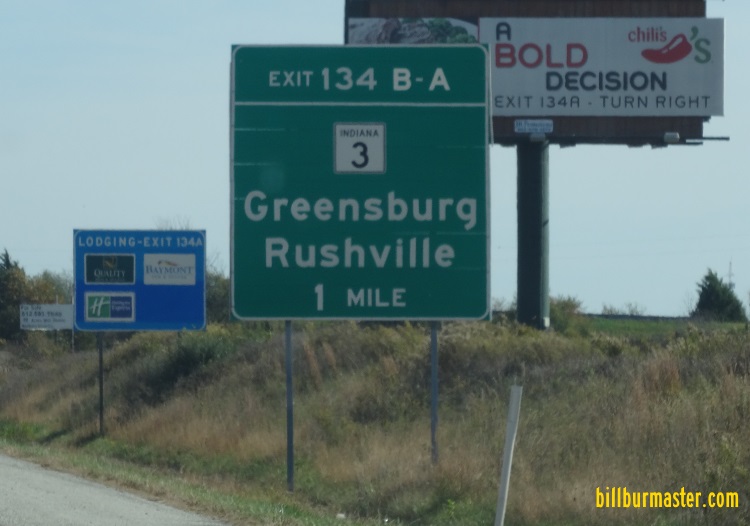 A
BOLD
DECISION
chili's
EXIT 134A - TURN RIGHT
EXIT 134 B-A
INDIANA
3
Greensburg
Rushville
1 MILE
LODGING-EXIT 134A
QUALITY
BAYMONT
billburmaster.com